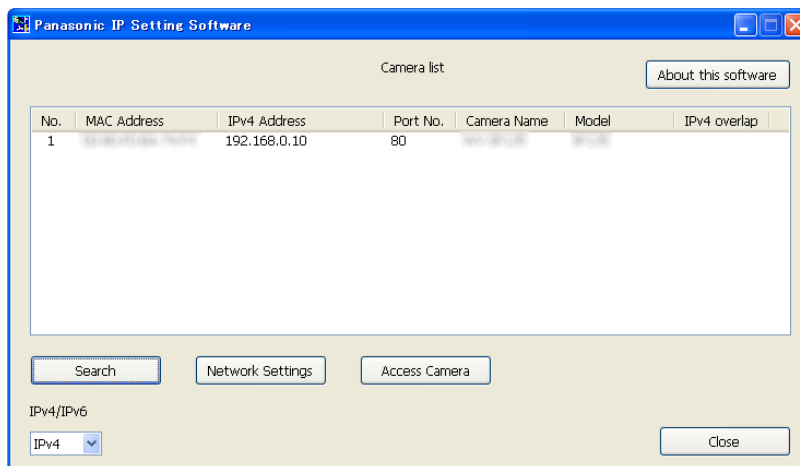 Panasonic IP Setting Software
Camera list
About this software
No. MAC Address IPv4 Address Port No. Camera Name Model IPv4 overlap
1 192.168.0.10 80
Search Network Settings Access Camera
IPv4/IPv6
IPv4 Close